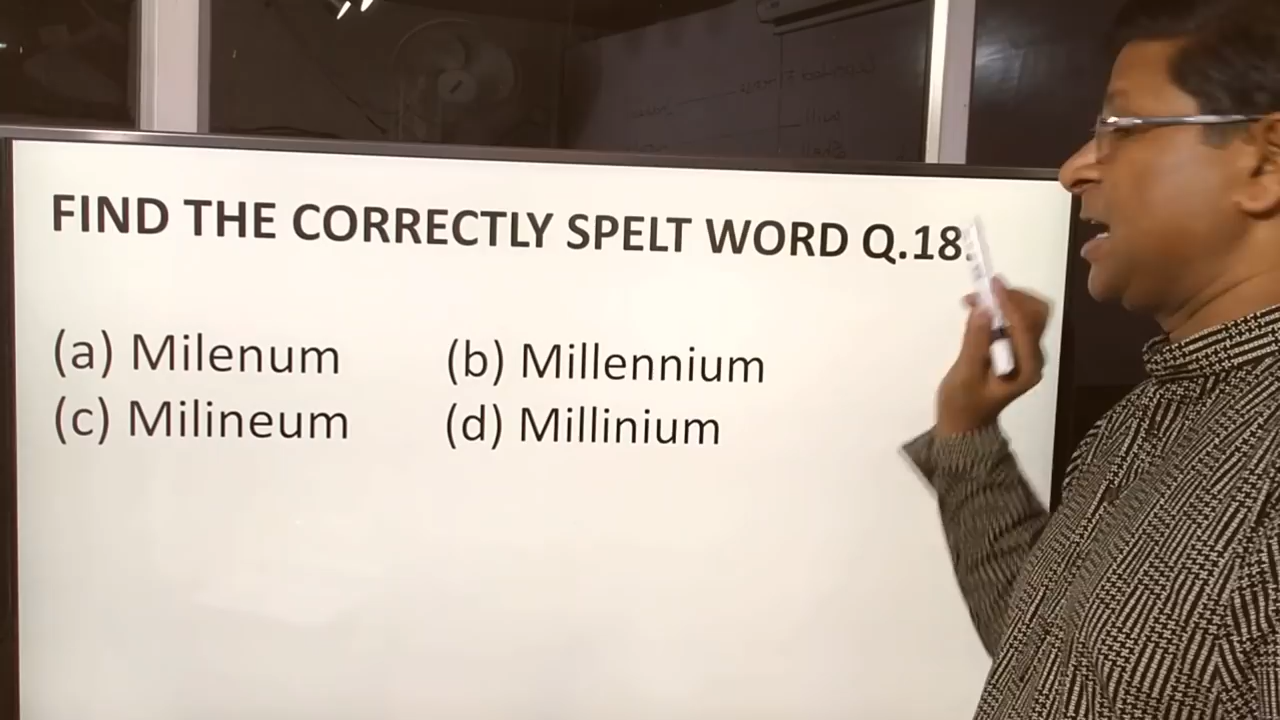 FIND THE CORRECTLY SPELT WORD Q.18.
(a) Milenum (b) Millennium
(c) Milineum (d) Millinium